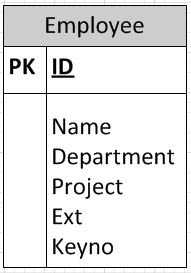 Employee
PK ID
Name
Department
Project
Ext
Keyno